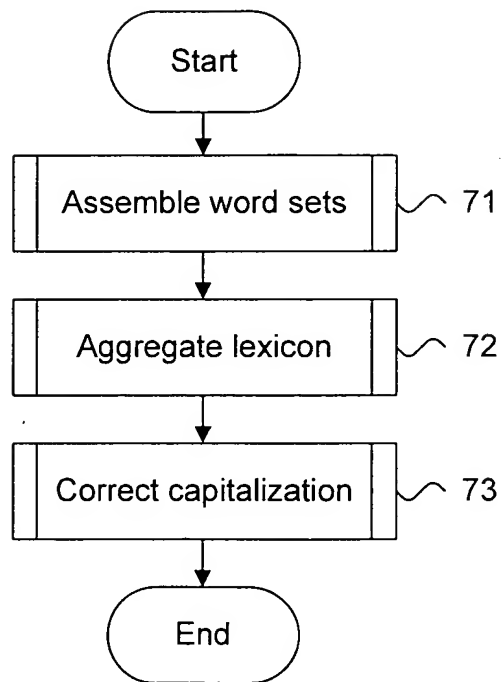 Start
Assemble word sets 71
Aggregate lexicon 72
Correct capitalization 73
End